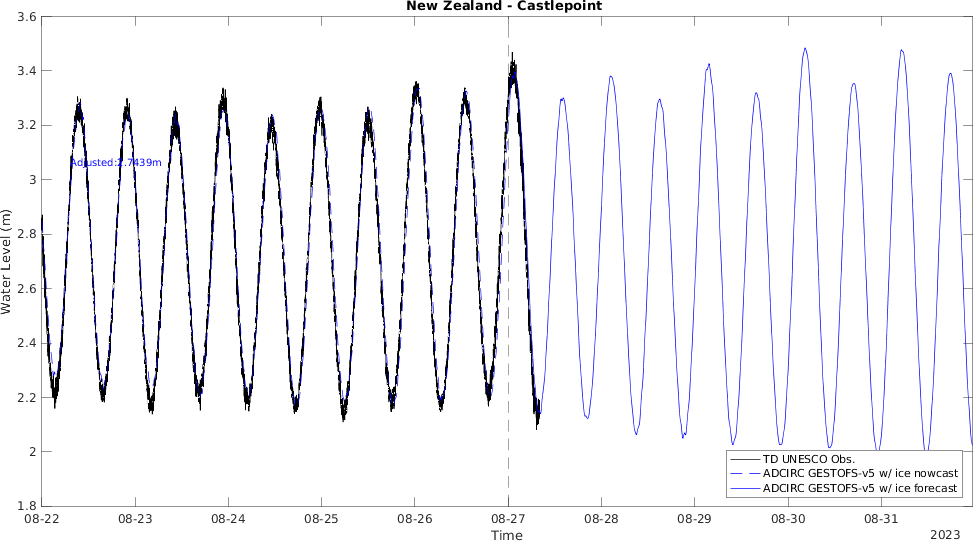 New Zealand - Castlepoint
3.6
3.4
3.2
3
2.8
2.6
2.4
2.2
2
1.8
Water Level (m)
Adjusted:2.7439m
TD UNESCO Obs.
ADCIRC GESTOFS-v5 w/ ice nowcast
ADCIRC GESTOFS-v5 w/ ice forecast
08-22 08-23 08-24 08-25 08-26 08-27 08-28 08-29 08-30 08-31
Time
2023